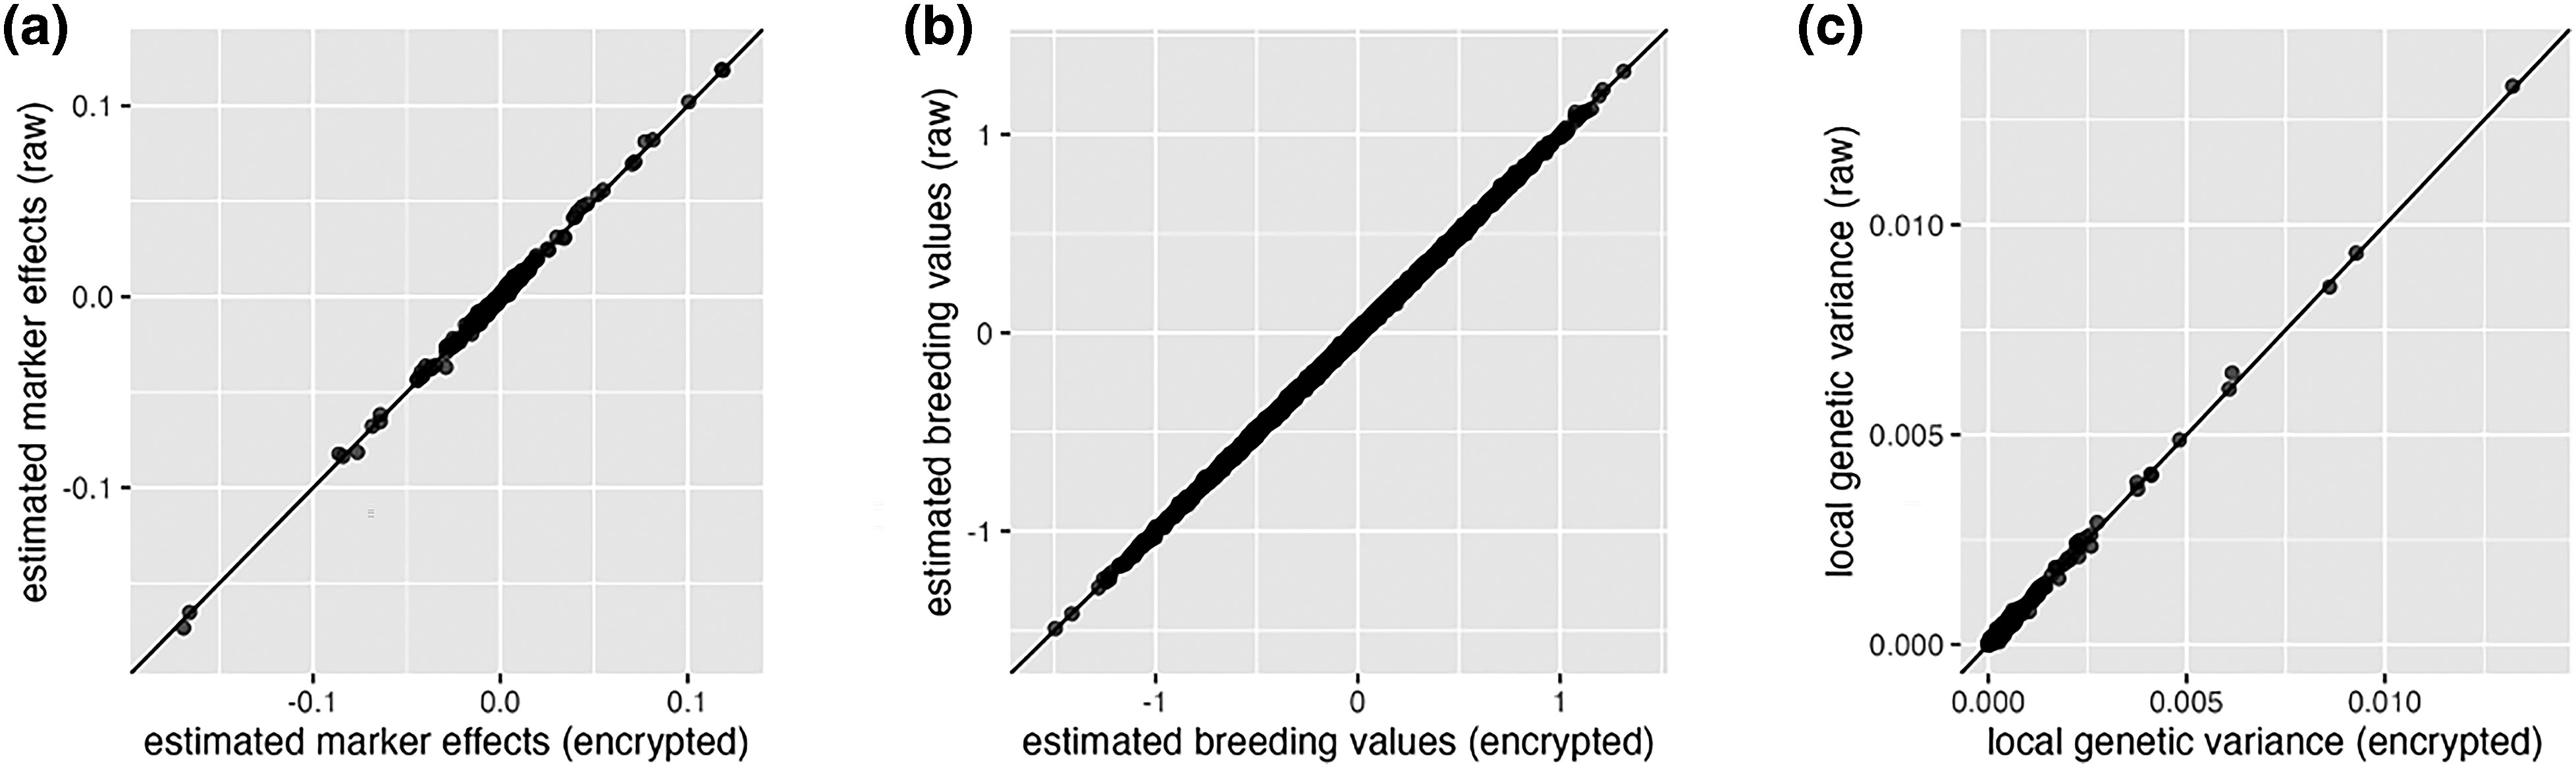 (a)
estimated marker effects (raw)
0.1
0.0
-0.1
-0.1 0.0 0.1
estimated marker effects (encrypted)
(b)
estimated breeding values (raw)
1
0
-1
-1 0 1
estimated breeding values (encrypted)
(c)
local genetic variance (raw)
0.010
0.005
0.000
0.000 0.005 0.010
local genetic variance (encrypted)